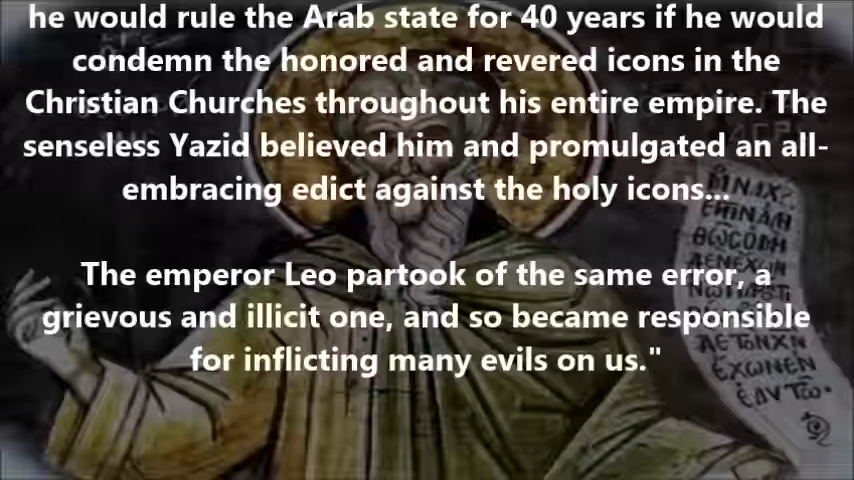 he would rule the Arab state for 40 years if he would
condemn the honored and revered icons in the
Christian Churches throughout his entire empire. The
senseless Yazid believed him and promulgated an all-
embracing edict against the holy icons...
The emperor Leo partook of the same error, a
grievous and illicit one, and so became responsible
for inflicting many evils on us."